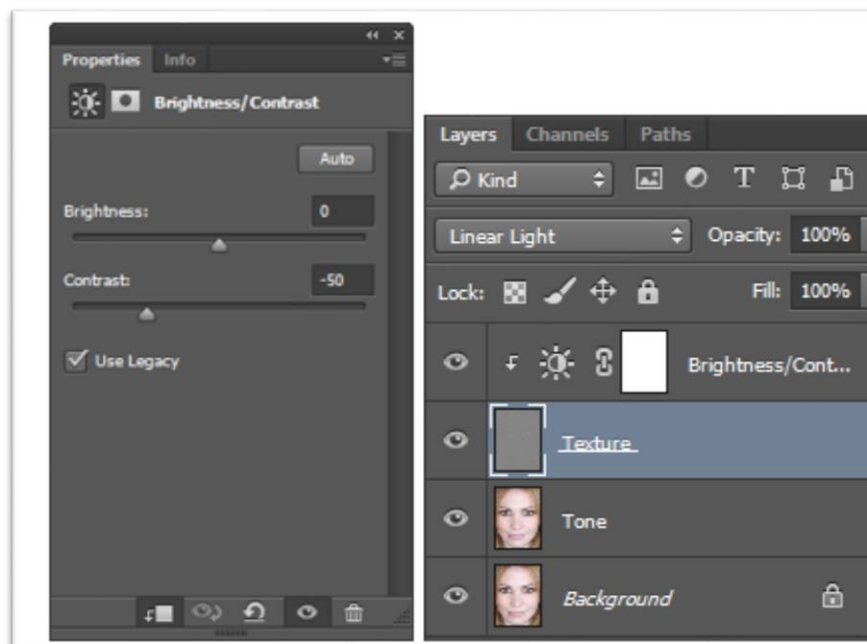 Properties Info
Brightness/Contrast
Auto
Brightness: 0
Contrast: -50
Use Legacy
Layers Channels Paths
Kind T
Linear Light Opacity: 100%
Lock: Fill: 100%
Brightness/Cont...
Texture
Tone
Background